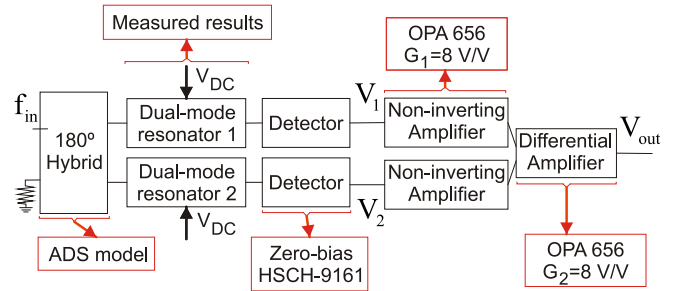 Measured results
OPA 656
G1=8 V/V
VDC
fin
V1
180º
Hybrid
Dual-mode
resonator 1
Detector
Non-inverting
Amplifier
Differential
Amplifier
Vout
Dual-mode
resonator 2
Detector
Non-inverting
Amplifier
VDC
V2
ADS model
Zero-bias
HSCH-9161
OPA 656
G2=8 V/V